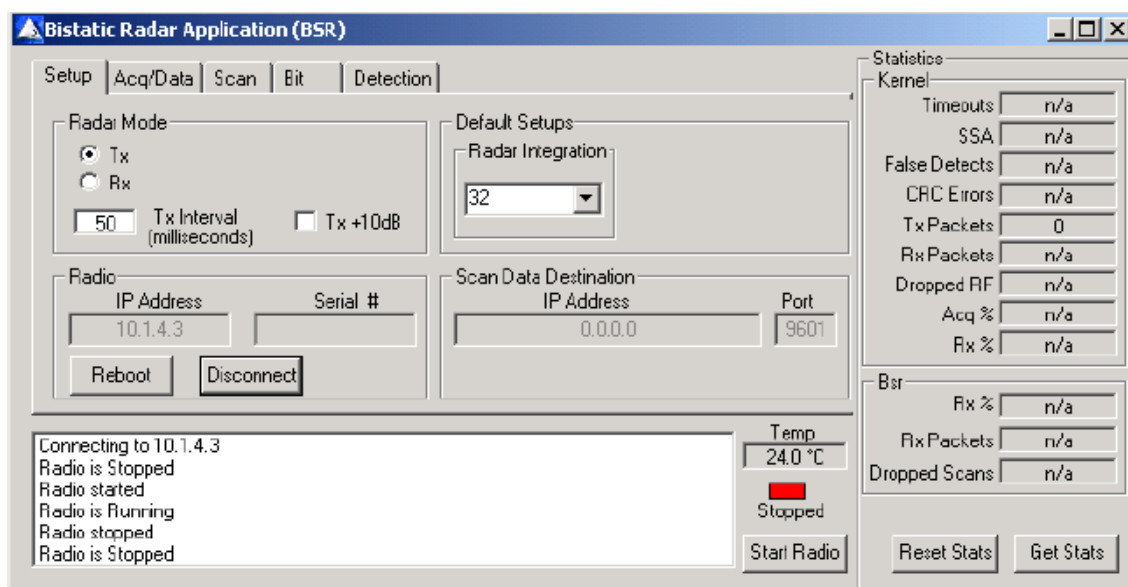 Bistatic Radar Application (BSR)
Setup Acq/Data Scan Bit Detection
Radar Mode
Tx
Rx
50 Tx Interval (milliseconds) Tx +10dB
Default Setups
Radar Integration
32
Radio
IP Address Serial #
10.1.4.3
Reboot Disconnect
Scan Data Destination
IP Address Port
0.0.0.0 9601
Connecting to 10.1.4.3
Radio is Stopped
Radio started
Radio is Running
Radio stopped
Radio is Stopped
Temp
24.0 °C
Stopped
Start Radio
Statistics
Kernel
Timeouts n/a
SSA n/a
False Detects n/a
CRC Errors n/a
Tx Packets 0
Rx Packets n/a
Dropped RF n/a
Acq % n/a
Rx % n/a
Bsr
Rx % n/a
Rx Packets n/a
Dropped Scans n/a
Reset Stats Get Stats